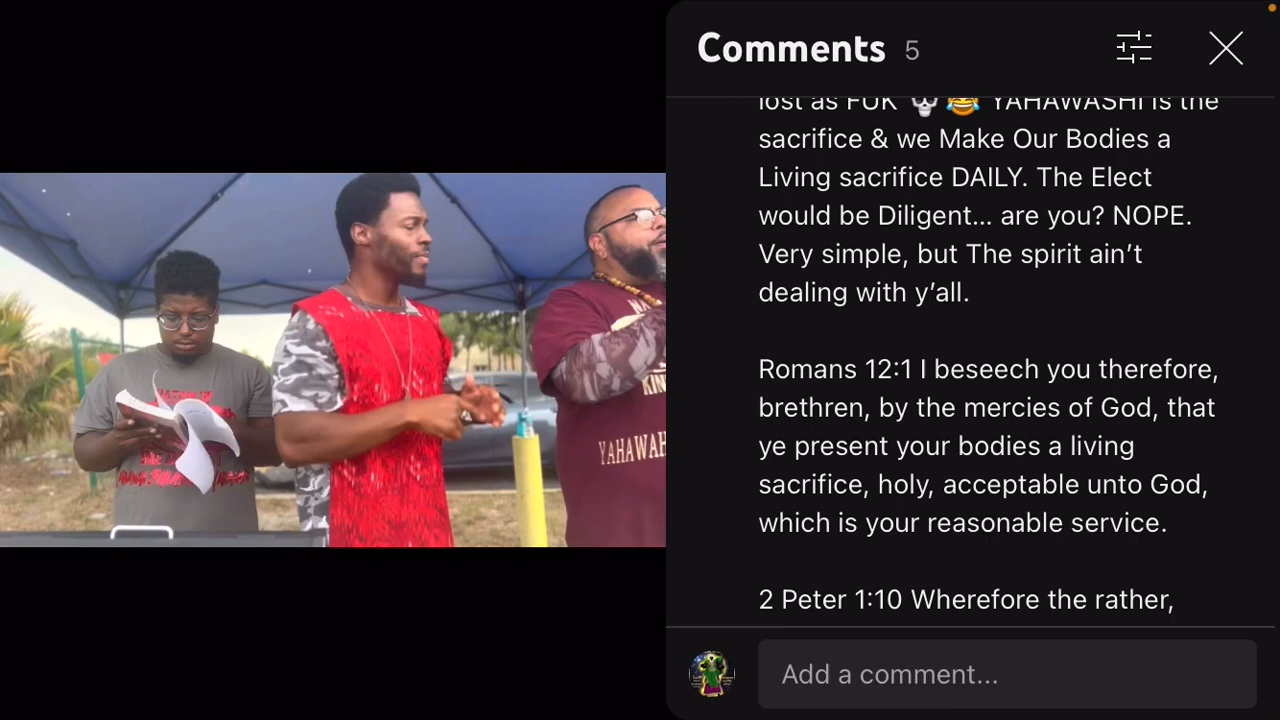 Comments 5
lost as FUK 💀😂 YAHAWASHI is the
sacrifice & we Make Our Bodies a
Living sacrifice DAILY. The Elect
would be Diligent... are you? NOPE.
Very simple, but The spirit ain’t
dealing with y’all.
Romans 12:1 I beseech you therefore,
brethren, by the mercies of God, that
ye present your bodies a living
sacrifice, holy, acceptable unto God,
which is your reasonable service.
2 Peter 1:10 Wherefore the rather,
Add a comment...
KIN
YAHAWAH